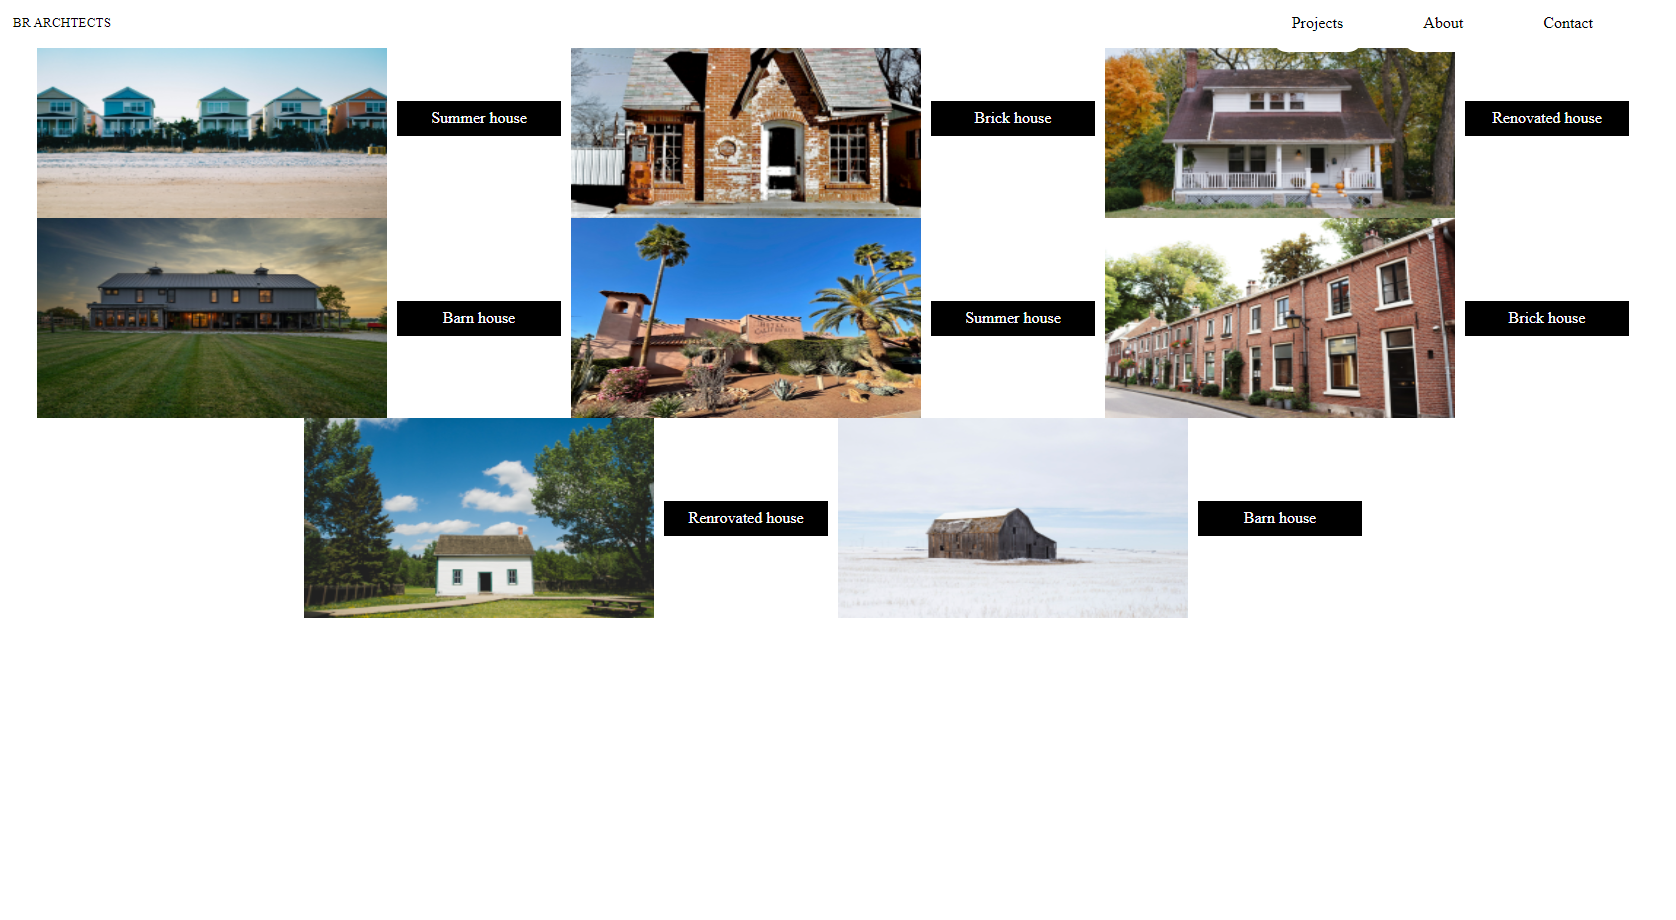 BR ARCHTECTS
Projects
About
Contact
Summer house
Brick house
Renovated house
Barn house
Summer house
Brick house
Renrovated house
Barn house